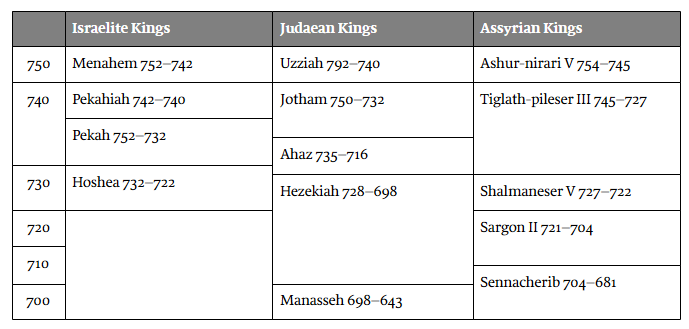 Israelite Kings Judaean Kings Assyrian Kings
750 Menahem 752–742 Uzziah 792–740 Ashur-nirari V 754–745
740 Pekahiah 742–740 Jotham 750–732 Tiglath-pileser III 745–727
Pekah 752–732
Ahaz 735–716
730 Hoshea 732–722 Hezekiah 728–698 Shalmaneser V 727–722
720 Sargon II 721–704
710
Sennacherib 704–681
700 Manasseh 698–643